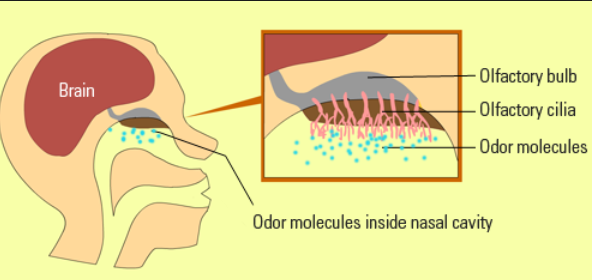 Brain
Olfactory bulb
Olfactory cilia
Odor molecules
Odor molecules inside nasal cavity